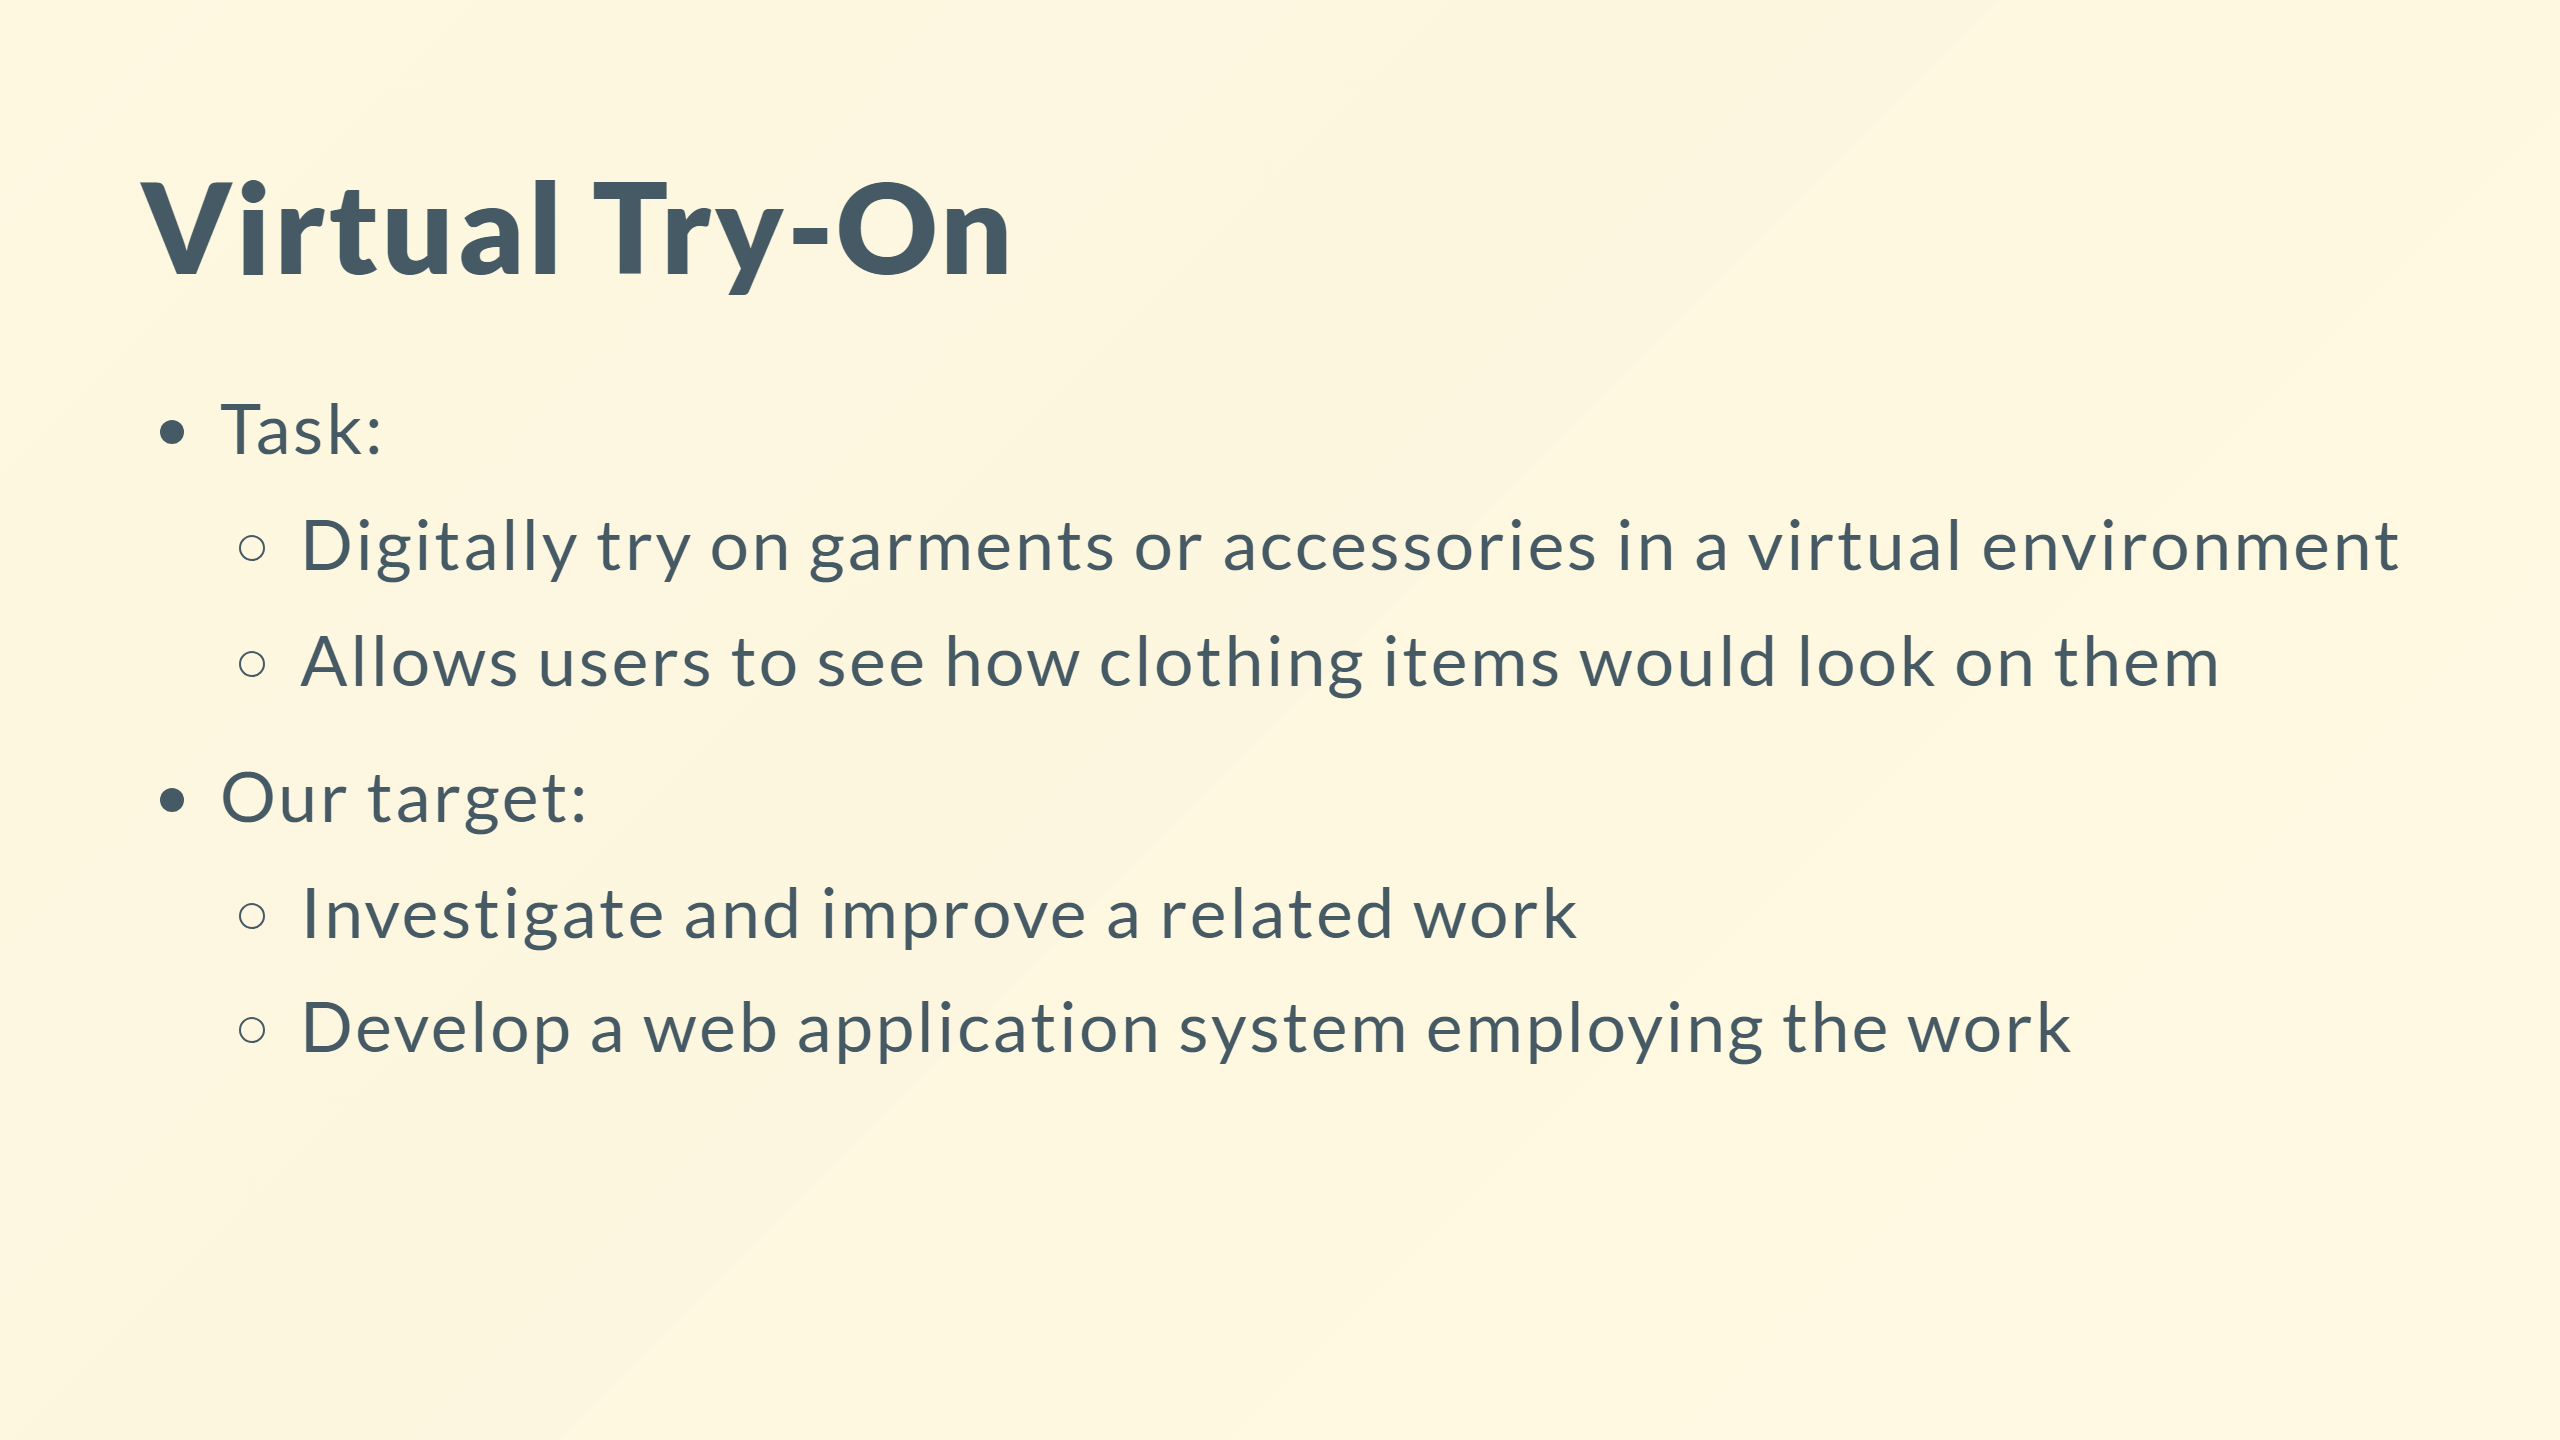 Virtual Try-On
Task:
Digitally try on garments or accessories in a virtual environment
Allows users to see how clothing items would look on them
Our target:
Investigate and improve a related work
Develop a web application system employing the work